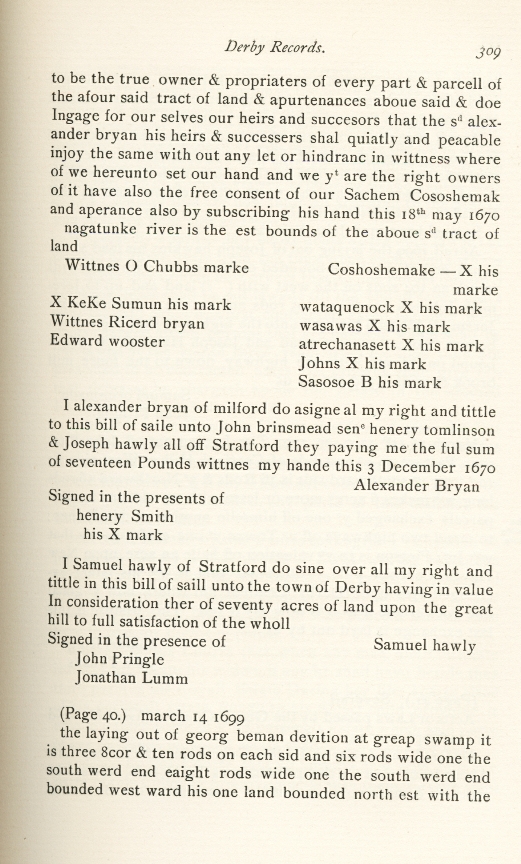 Derby Records. 309
to be the true owner & propriaters of every part & parcell of
the afour said tract of land & apurtenances aboue said & doe
Ingage for our selves our heirs and succesors that the sᵈ alex-
ander bryan his heirs & successers shal quiatly and peacable
injoy the same with out any let or hindranc in wittness where
of we hereunto set our hand and we yᵗ are the right owners
of it have also the free consent of our Sachem Cososhemak
and aperance also by subscribing his hand this 18ᵗʰ may 1670
nagatunke river is the est bounds of the aboue sᵈ tract of
land
Wittnes O Chubbs marke
X KeKe Sumun his mark
Wittnes Ricerd bryan
Edward wooster
Coshoshemake — X his
marke
wataquenock X his mark
wasawas X his mark
atrechanasett X his mark
Johns X his mark
Sasosoe B his mark
I alexander bryan of milford do asigne al my right and tittle
to this bill of saile unto John brinsmead senᵉ henery tomlinson
& Joseph hawly all off Stratford they paying me the ful sum
of seventeen Pounds wittnes my hande this 3 December 1670
Alexander Bryan
Signed in the presents of
henery Smith
his X mark
I Samuel hawly of Stratford do sine over all my right and
tittle in this bill of saill unto the town of Derby having in value
In consideration ther of seventy acres of land upon the great
hill to full satisfaction of the wholl
Signed in the presence of
Samuel hawly
John Pringle
Jonathan Lumm
(Page 40.) march 14 1699
the laying out of georg beman devition at greap swamp it
is three 8cor & ten rods on each sid and six rods wide one the
south werd end eaight rods wide one the south werd end
bounded west ward his one land bounded north est with the